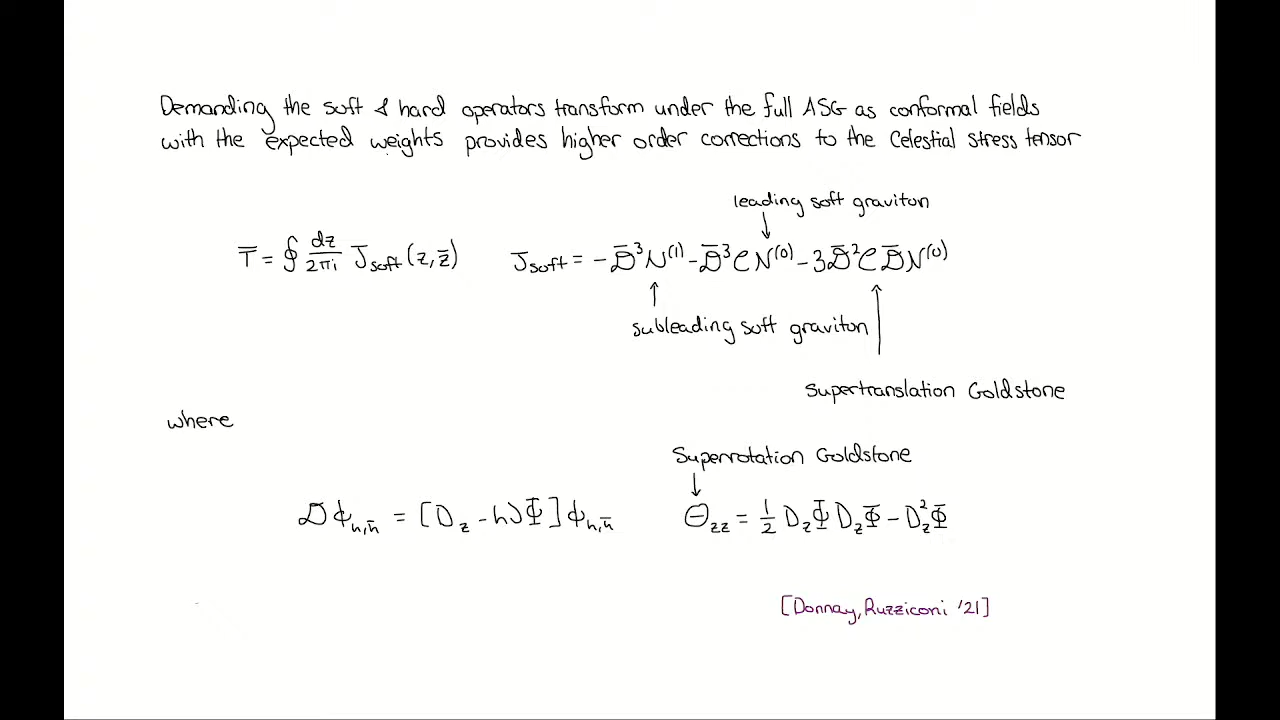 Demanding the soft & hard operators transform under the full ASG as conformal fields
with the expected weights provides higher order corrections to the Celestial stress tensor
leading soft graviton
↓
T̄ = ∮ dz/2πi J_soft(z, z̄)    J_soft = -𝒟̄³N⁽¹⁾ - 𝒟̄³𝒞N⁽⁰⁾ - 3𝒟̄²𝒞𝒟̄N⁽⁰⁾
↑ ↑
subleading soft graviton
supertranslation Goldstone
where
Superrotation Goldstone
↓
𝒟ϕ_{h,h̄} = [D_z - h∂Φ]ϕ_{h,h̄}    Θ_zz = 1/2 D_zΦ D_zΦ - D_z²Φ
[Donnay, Ruzziconi '21]